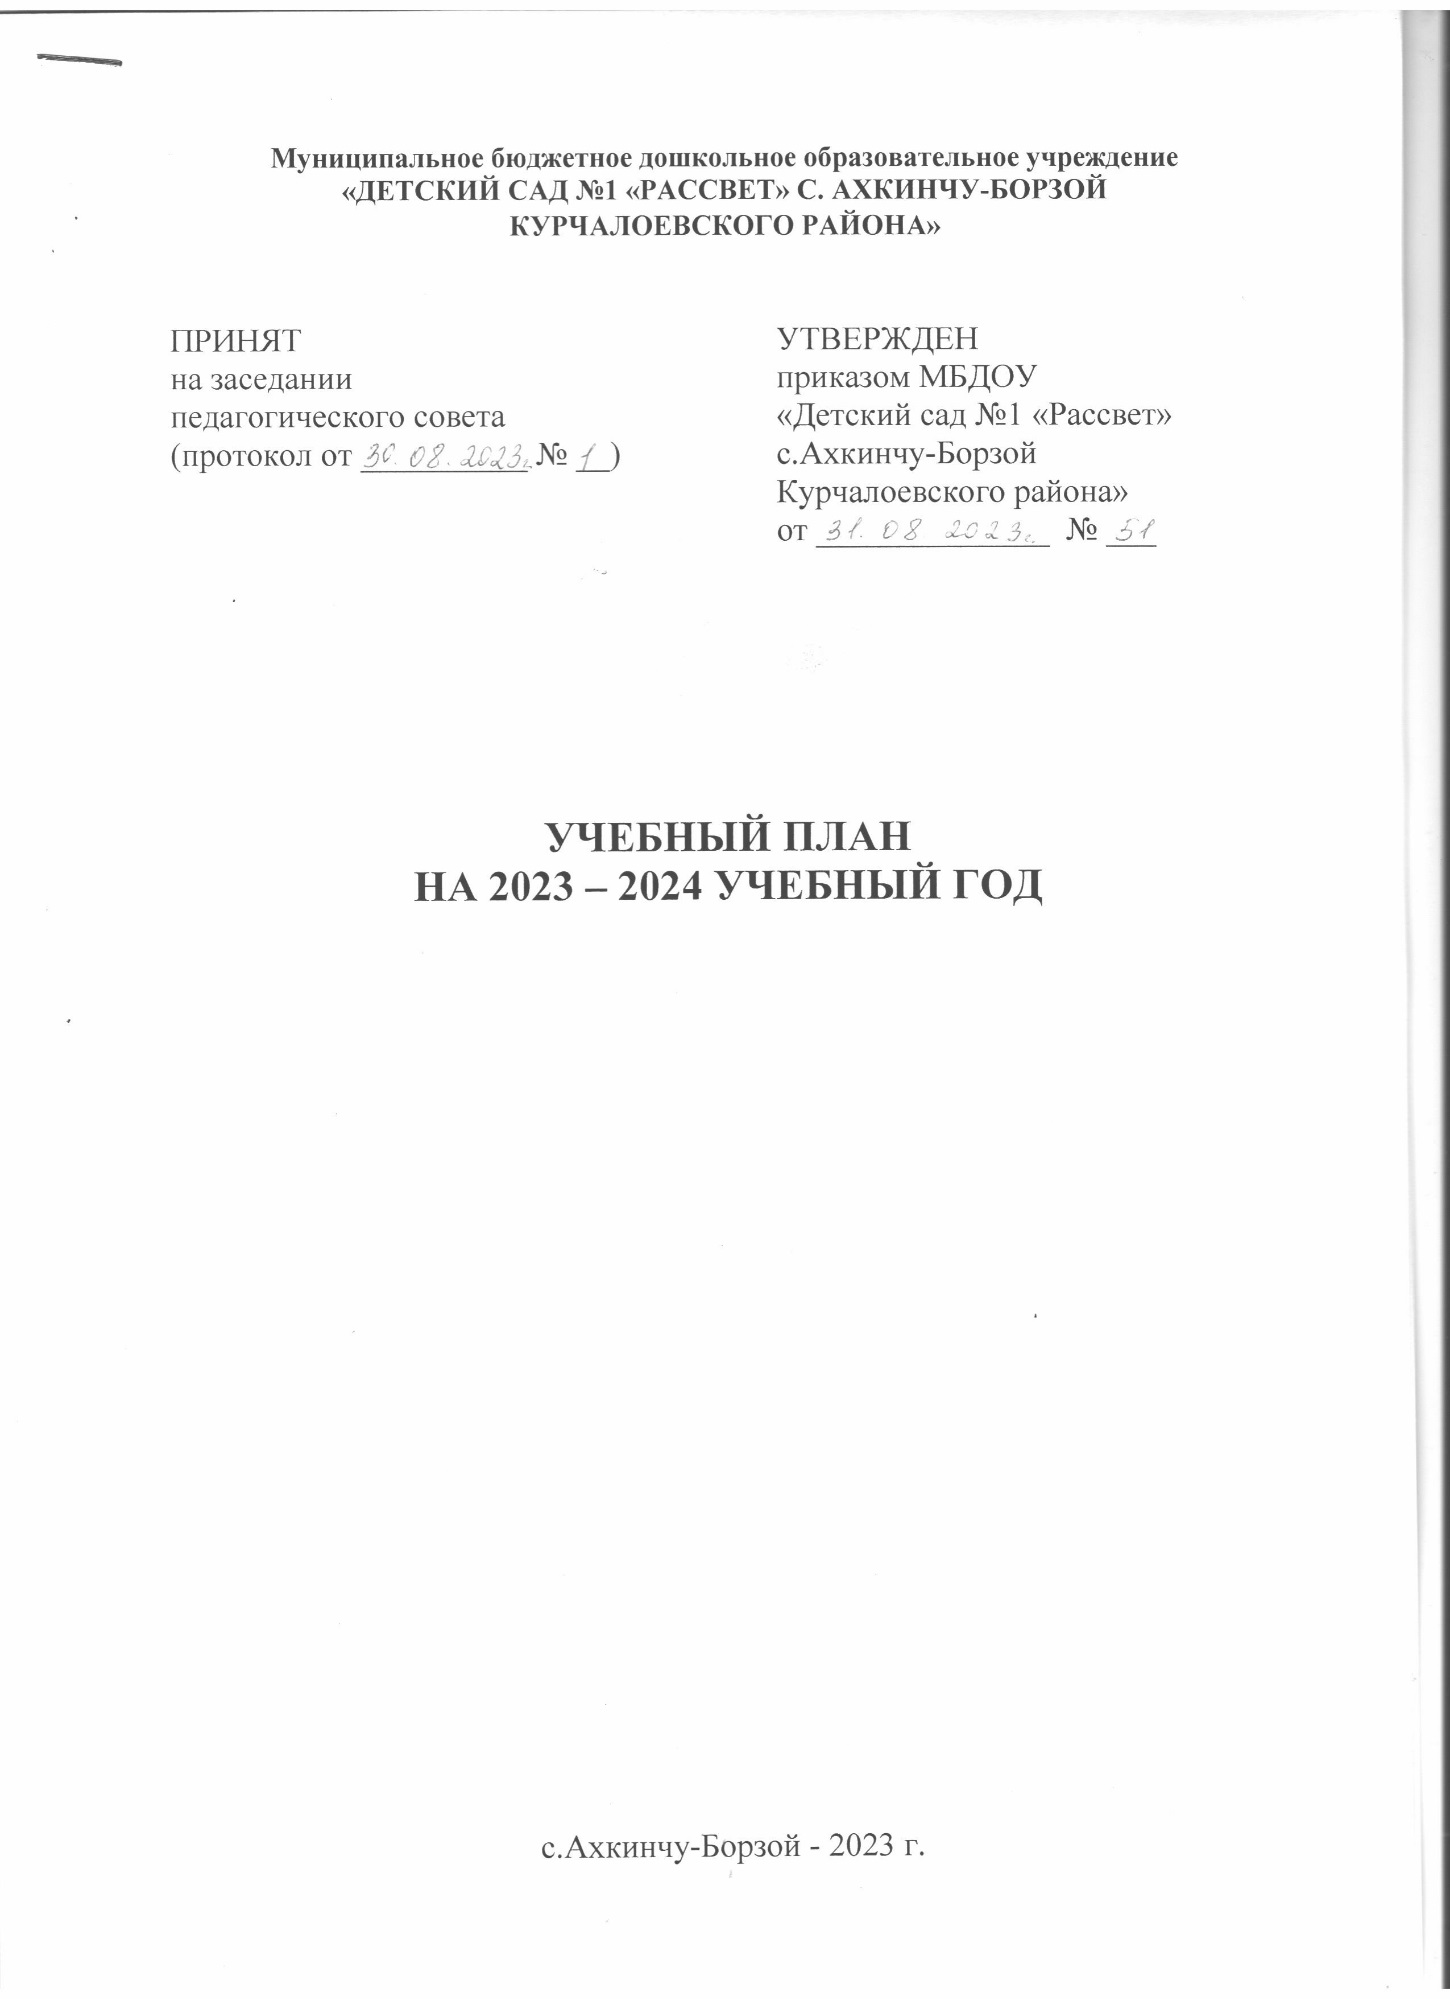 Муниципальное бюджетное дошкольное образовательное учреждение
«ДЕТСКИЙ САД №1 «РАССВЕТ» С. АХКИНЧУ-БОРЗОЙ
КУРЧАЛОЕВСКОГО РАЙОНА»
ПРИНЯТ
на заседании
педагогического совета
(протокол от 30.08.2023г. № 1)
УТВЕРЖДЕН
приказом МБДОУ
«Детский сад №1 «Рассвет»
с.Ахкинчу-Борзой
Курчалоевского района»
от 31.08 2023г. № 51
УЧЕБНЫЙ ПЛАН
НА 2023 – 2024 УЧЕБНЫЙ ГОД
с.Ахкинчу-Борзой - 2023 г.